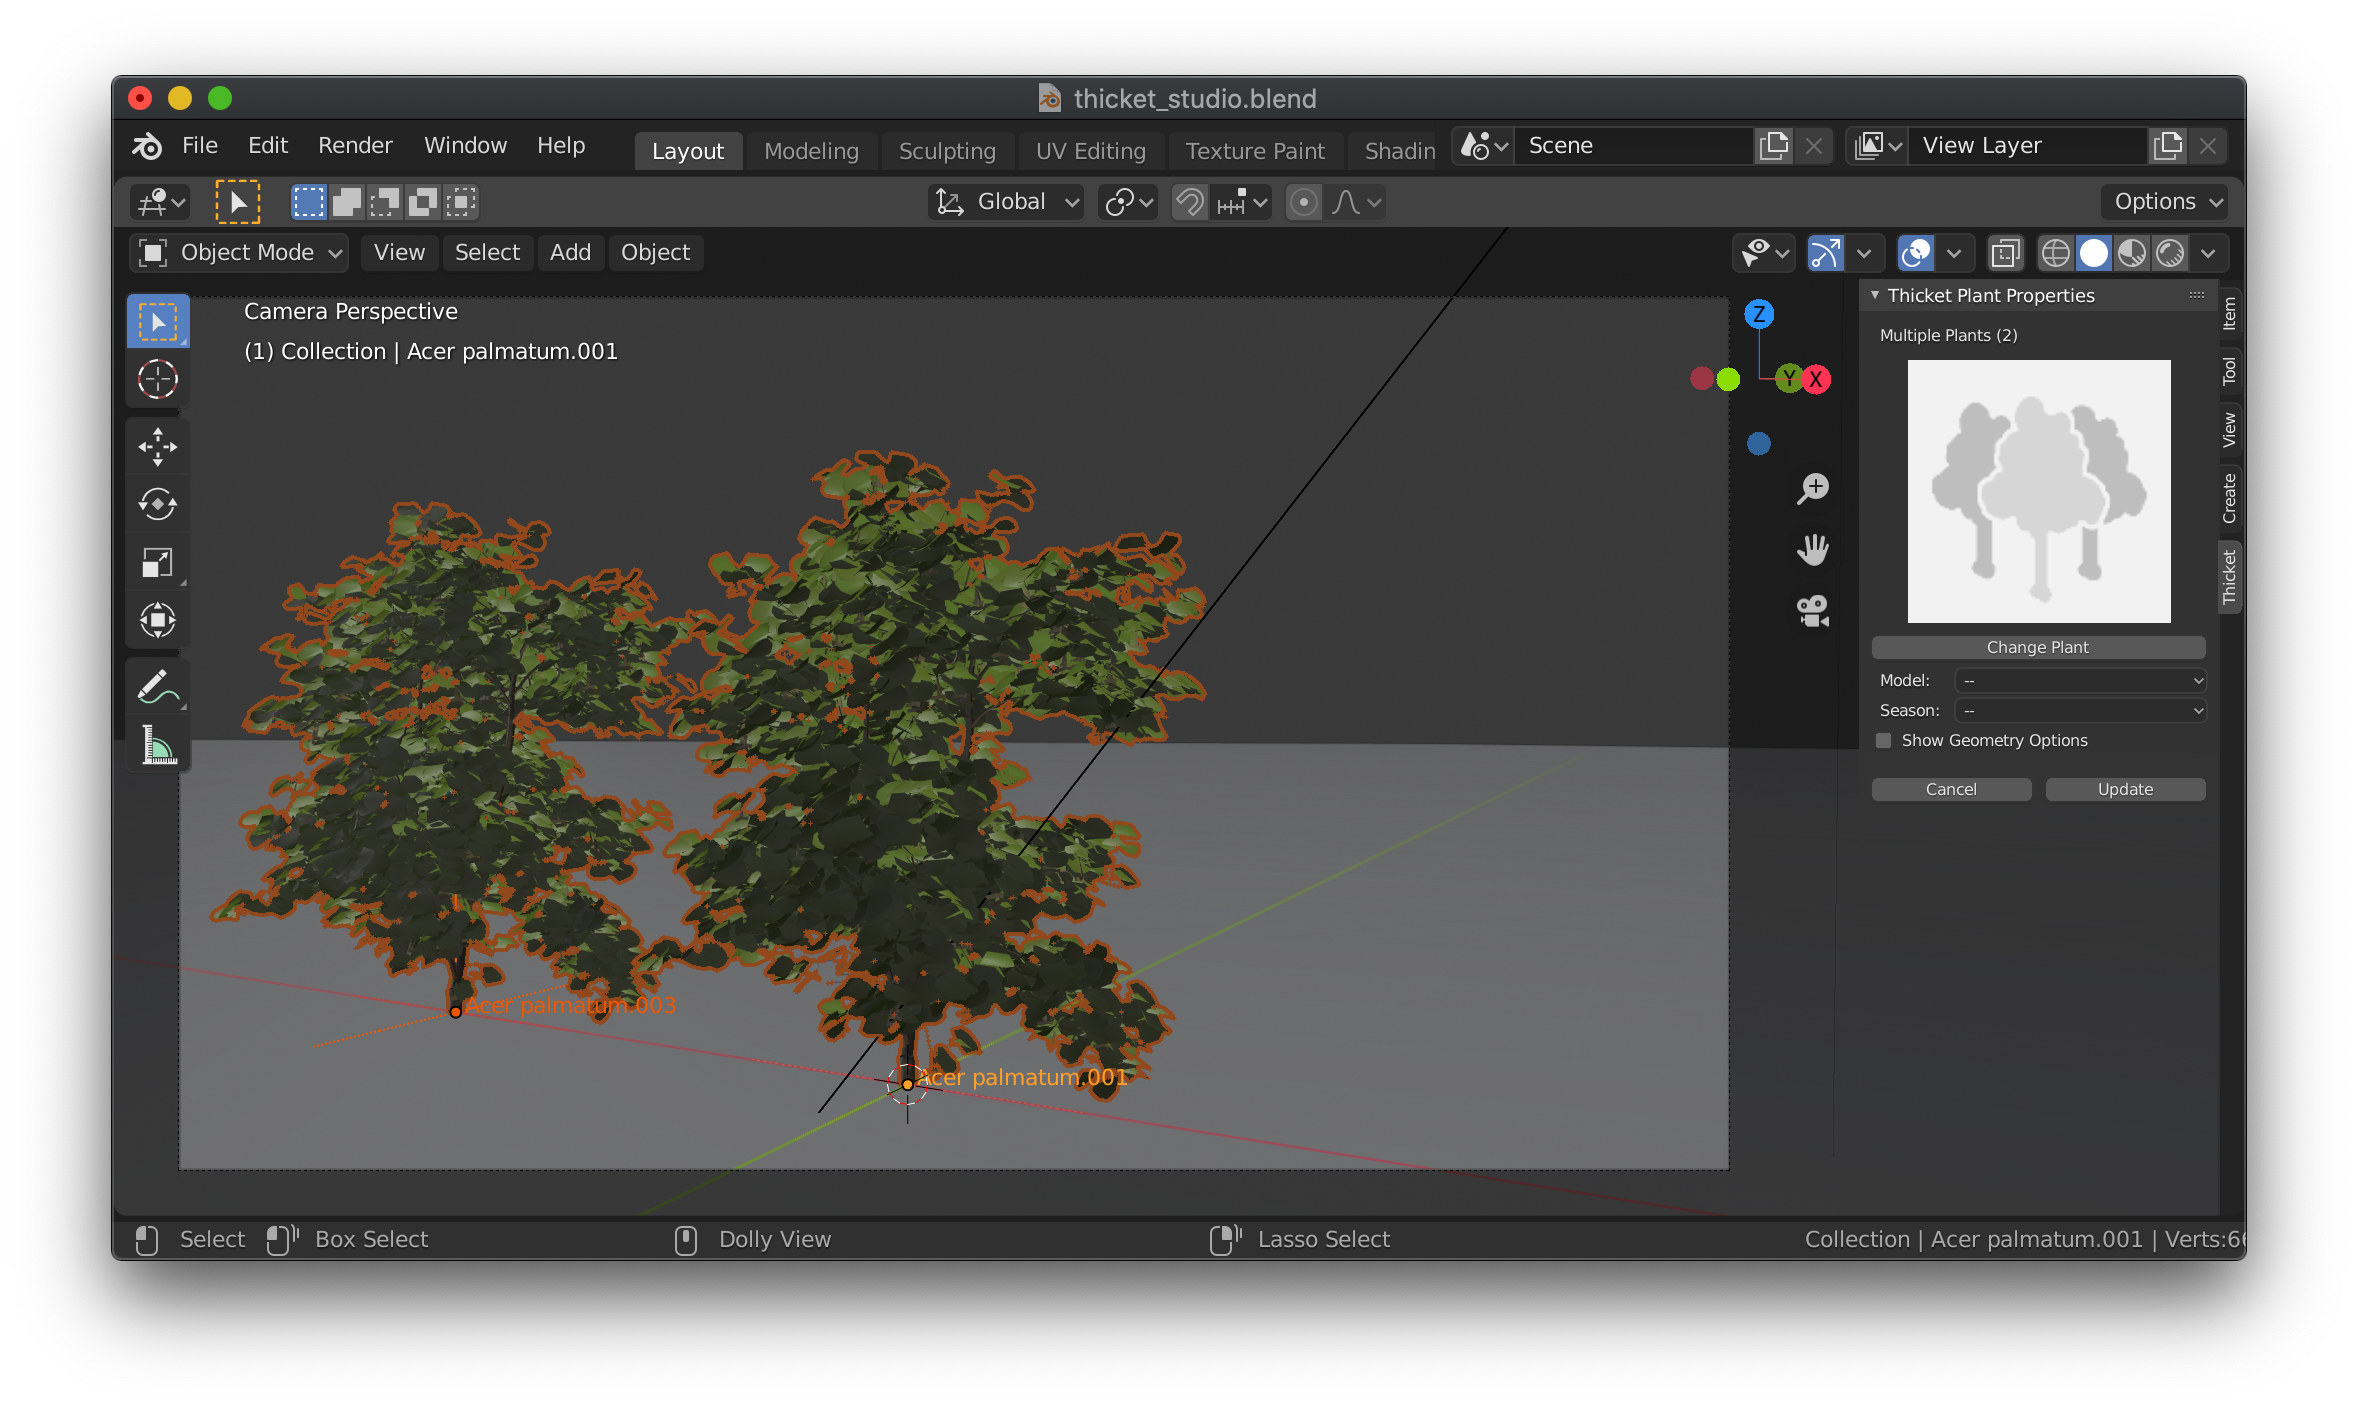 thicket_studio.blend
File Edit Render Window Help Layout Modeling Sculpting UV Editing Texture Paint Shadin Scene View Layer
Global Options
Object Mode View Select Add Object
Camera Perspective
(1) Collection | Acer palmatum.001
Z
Y X
Thicket Plant Properties
Multiple Plants (2)
Change Plant
Model: --
Season: --
Show Geometry Options
Cancel Update
Item
Tool
View
Create
Thicket
Acer palmatum.003
Acer palmatum.001
Select Box Select Dolly View Lasso Select Collection | Acer palmatum.001 | Verts:6